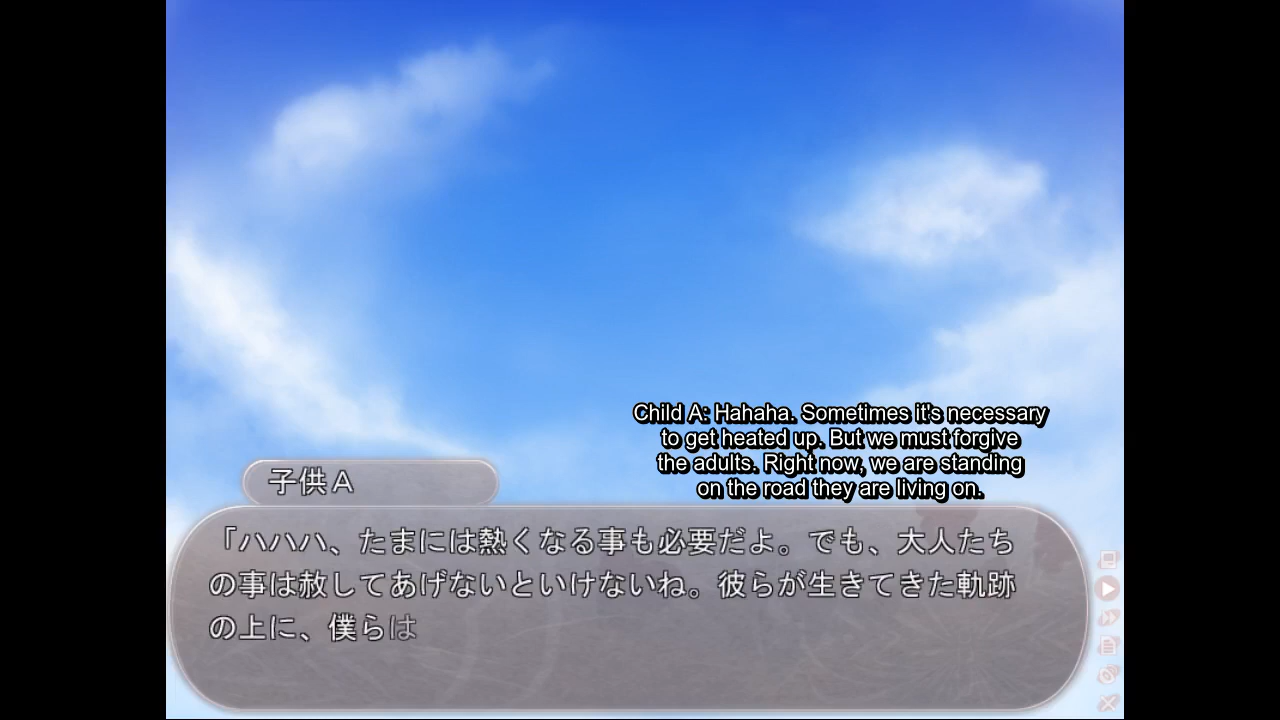 Child A: Hahaha. Sometimes it's necessary
to get heated up. But we must forgive
the adults. Right now, we are standing
on the road they are living on.
子供A
「ハハハ、たまには熱くなる事も必要だよ。でも、大人たち
の事は赦してあげないといけないね。彼らが生きてきた軌跡
の上に、僕らは